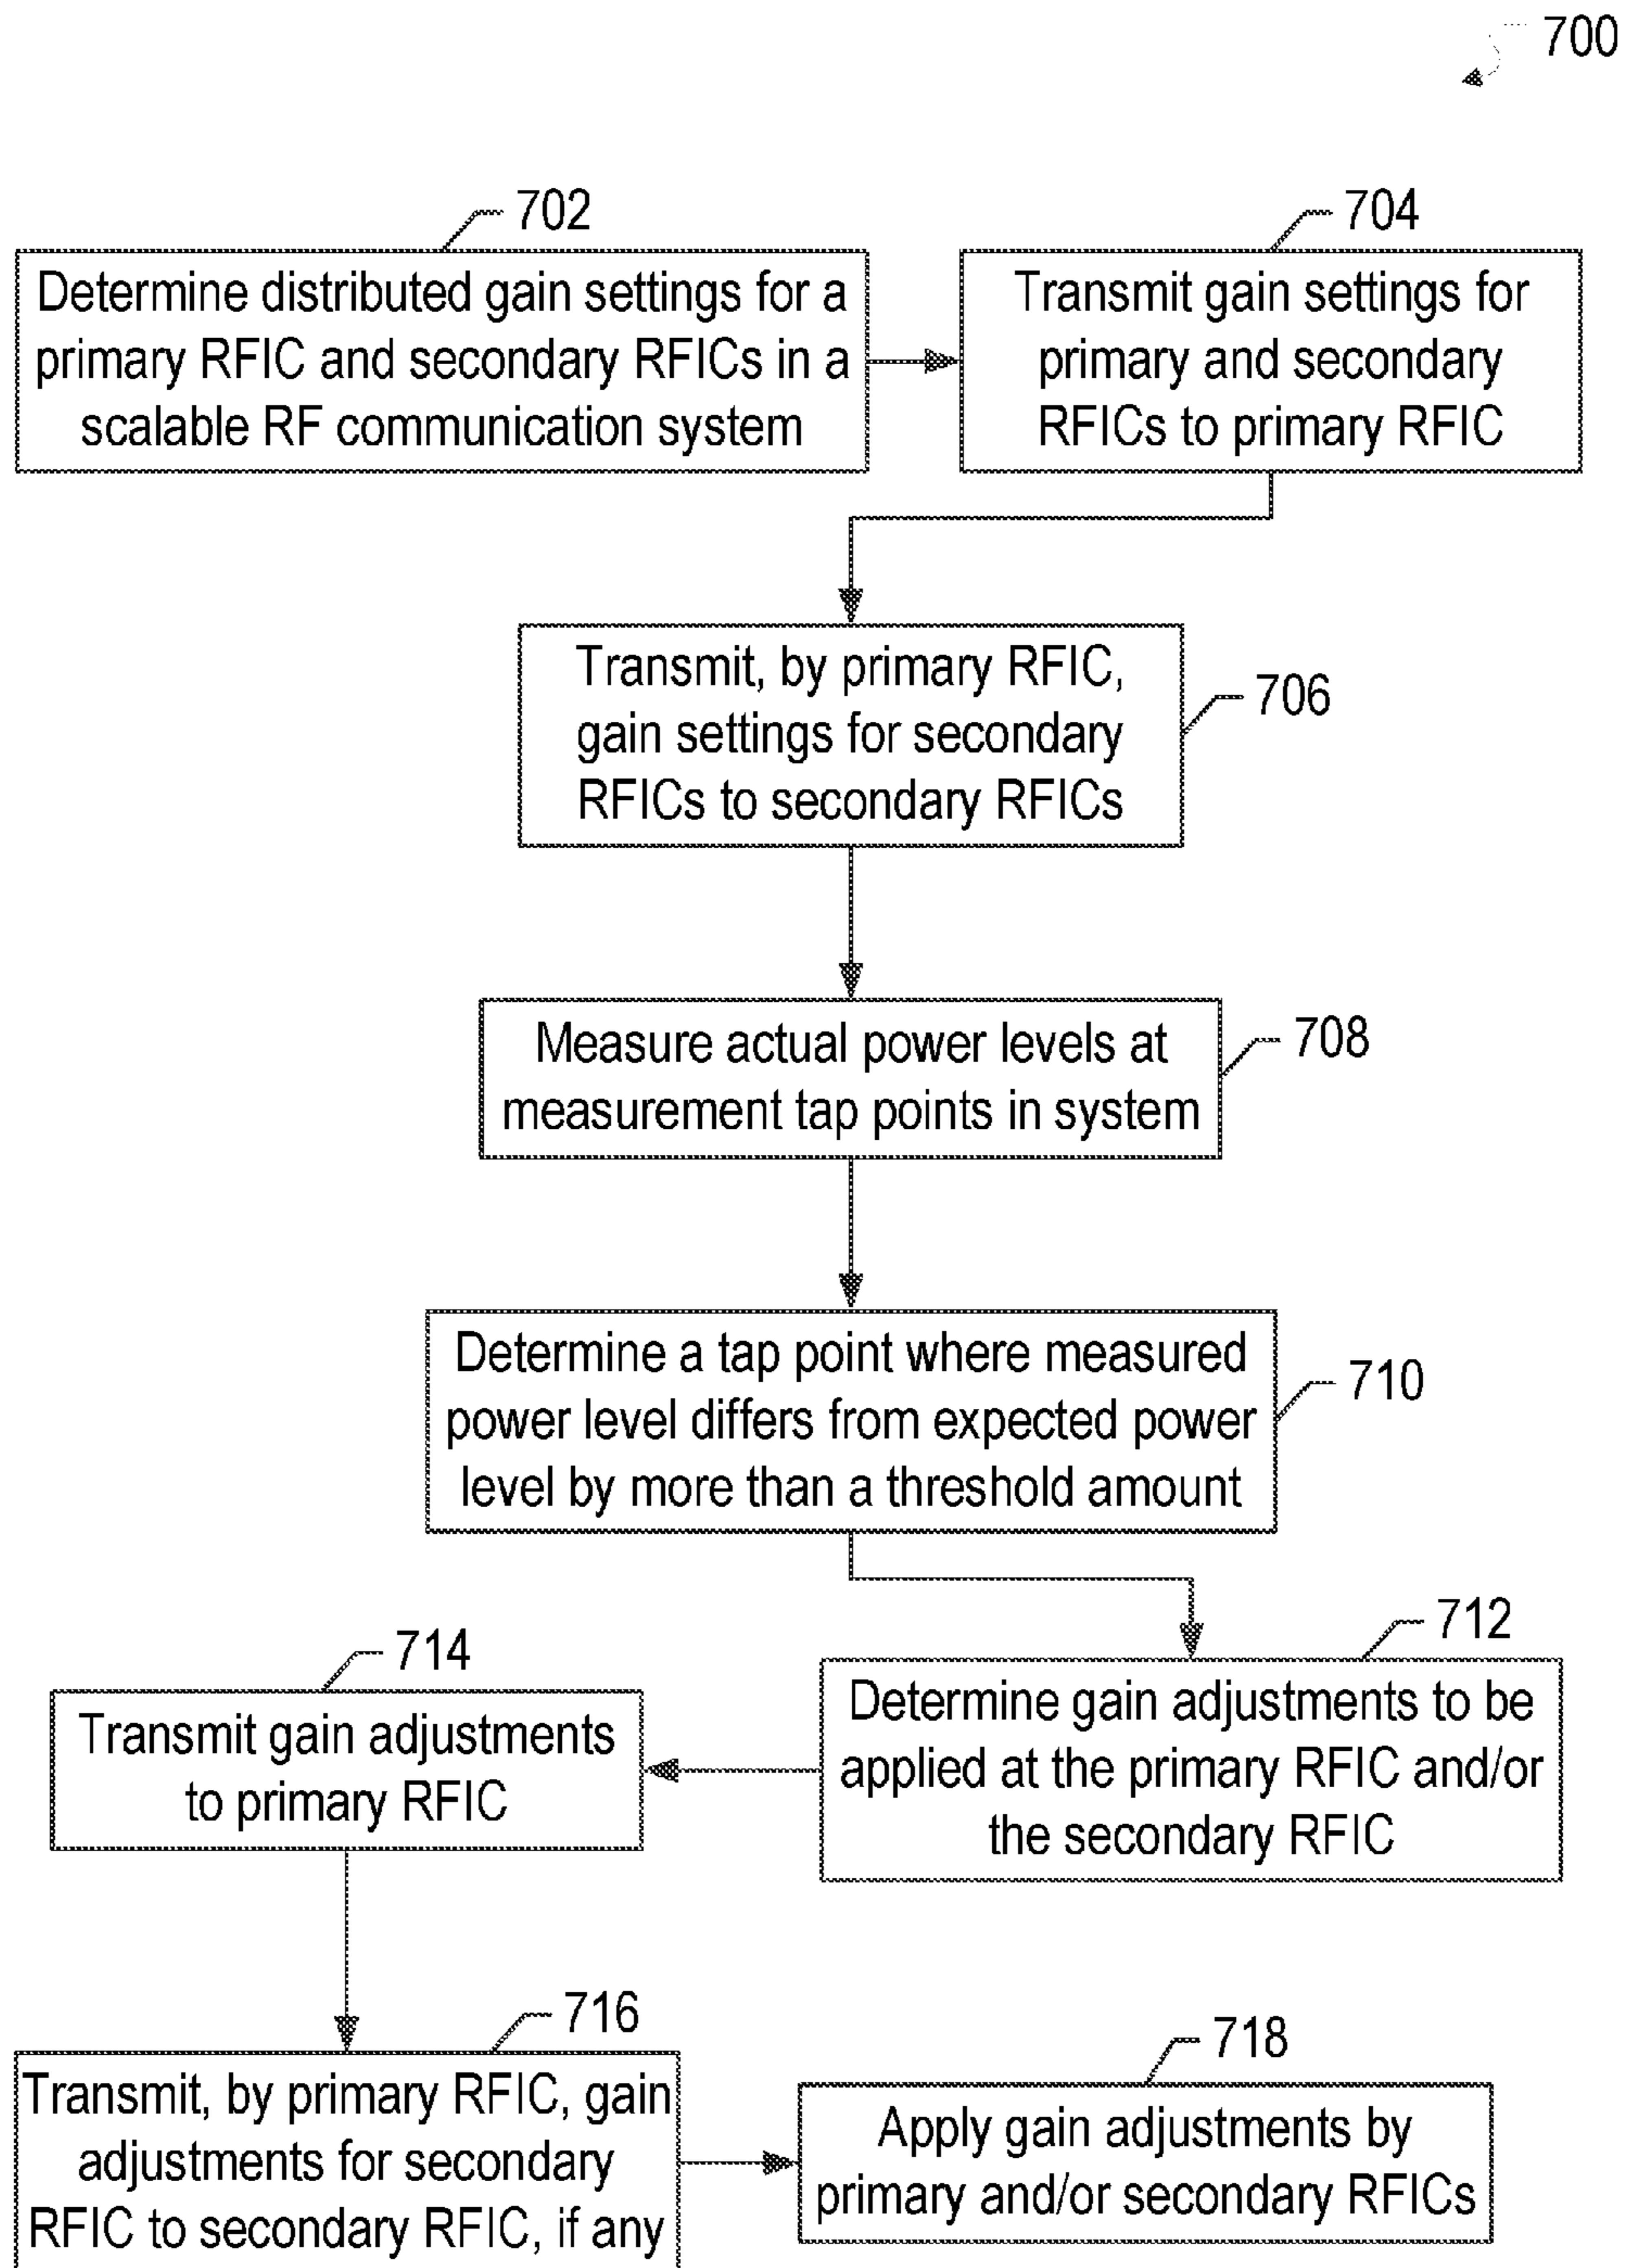 700
702
Determine distributed gain settings for a
primary RFIC and secondary RFICs in a
scalable RF communication system
704
Transmit gain settings for
primary and secondary
RFICs to primary RFIC
Transmit, by primary RFIC,
gain settings for secondary
RFICs to secondary RFICs
706
Measure actual power levels at
measurement tap points in system
708
Determine a tap point where measured
power level differs from expected power
level by more than a threshold amount
710
712
Determine gain adjustments to be
applied at the primary RFIC and/or
the secondary RFIC
714
Transmit gain adjustments
to primary RFIC
716
Transmit, by primary RFIC, gain
adjustments for secondary
RFIC to secondary RFIC, if any
718
Apply gain adjustments by
primary and/or secondary RFICs